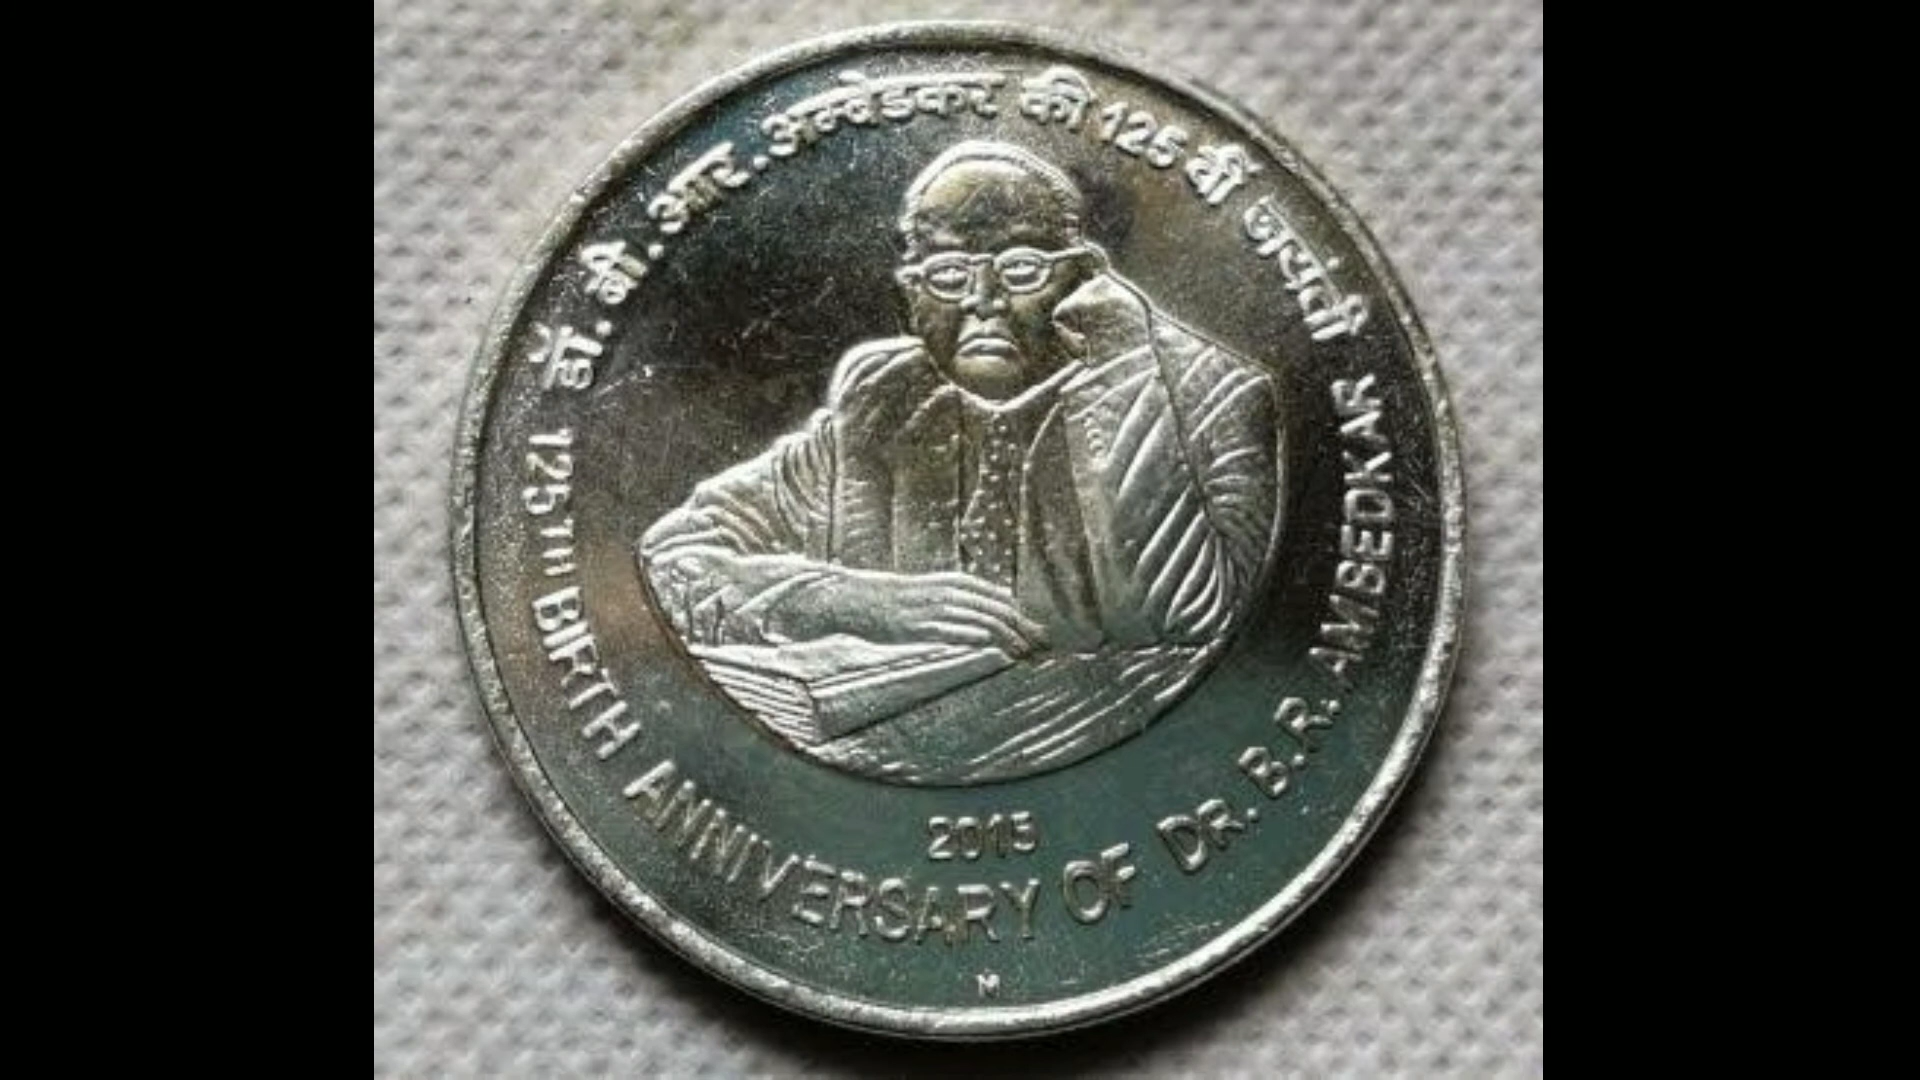 डॉ. बी. आर. अम्बेडकर की 125 वीं जयंती
2015
125TH BIRTH ANNIVERSARY OF DR. B.R. AMBEDKAR
M